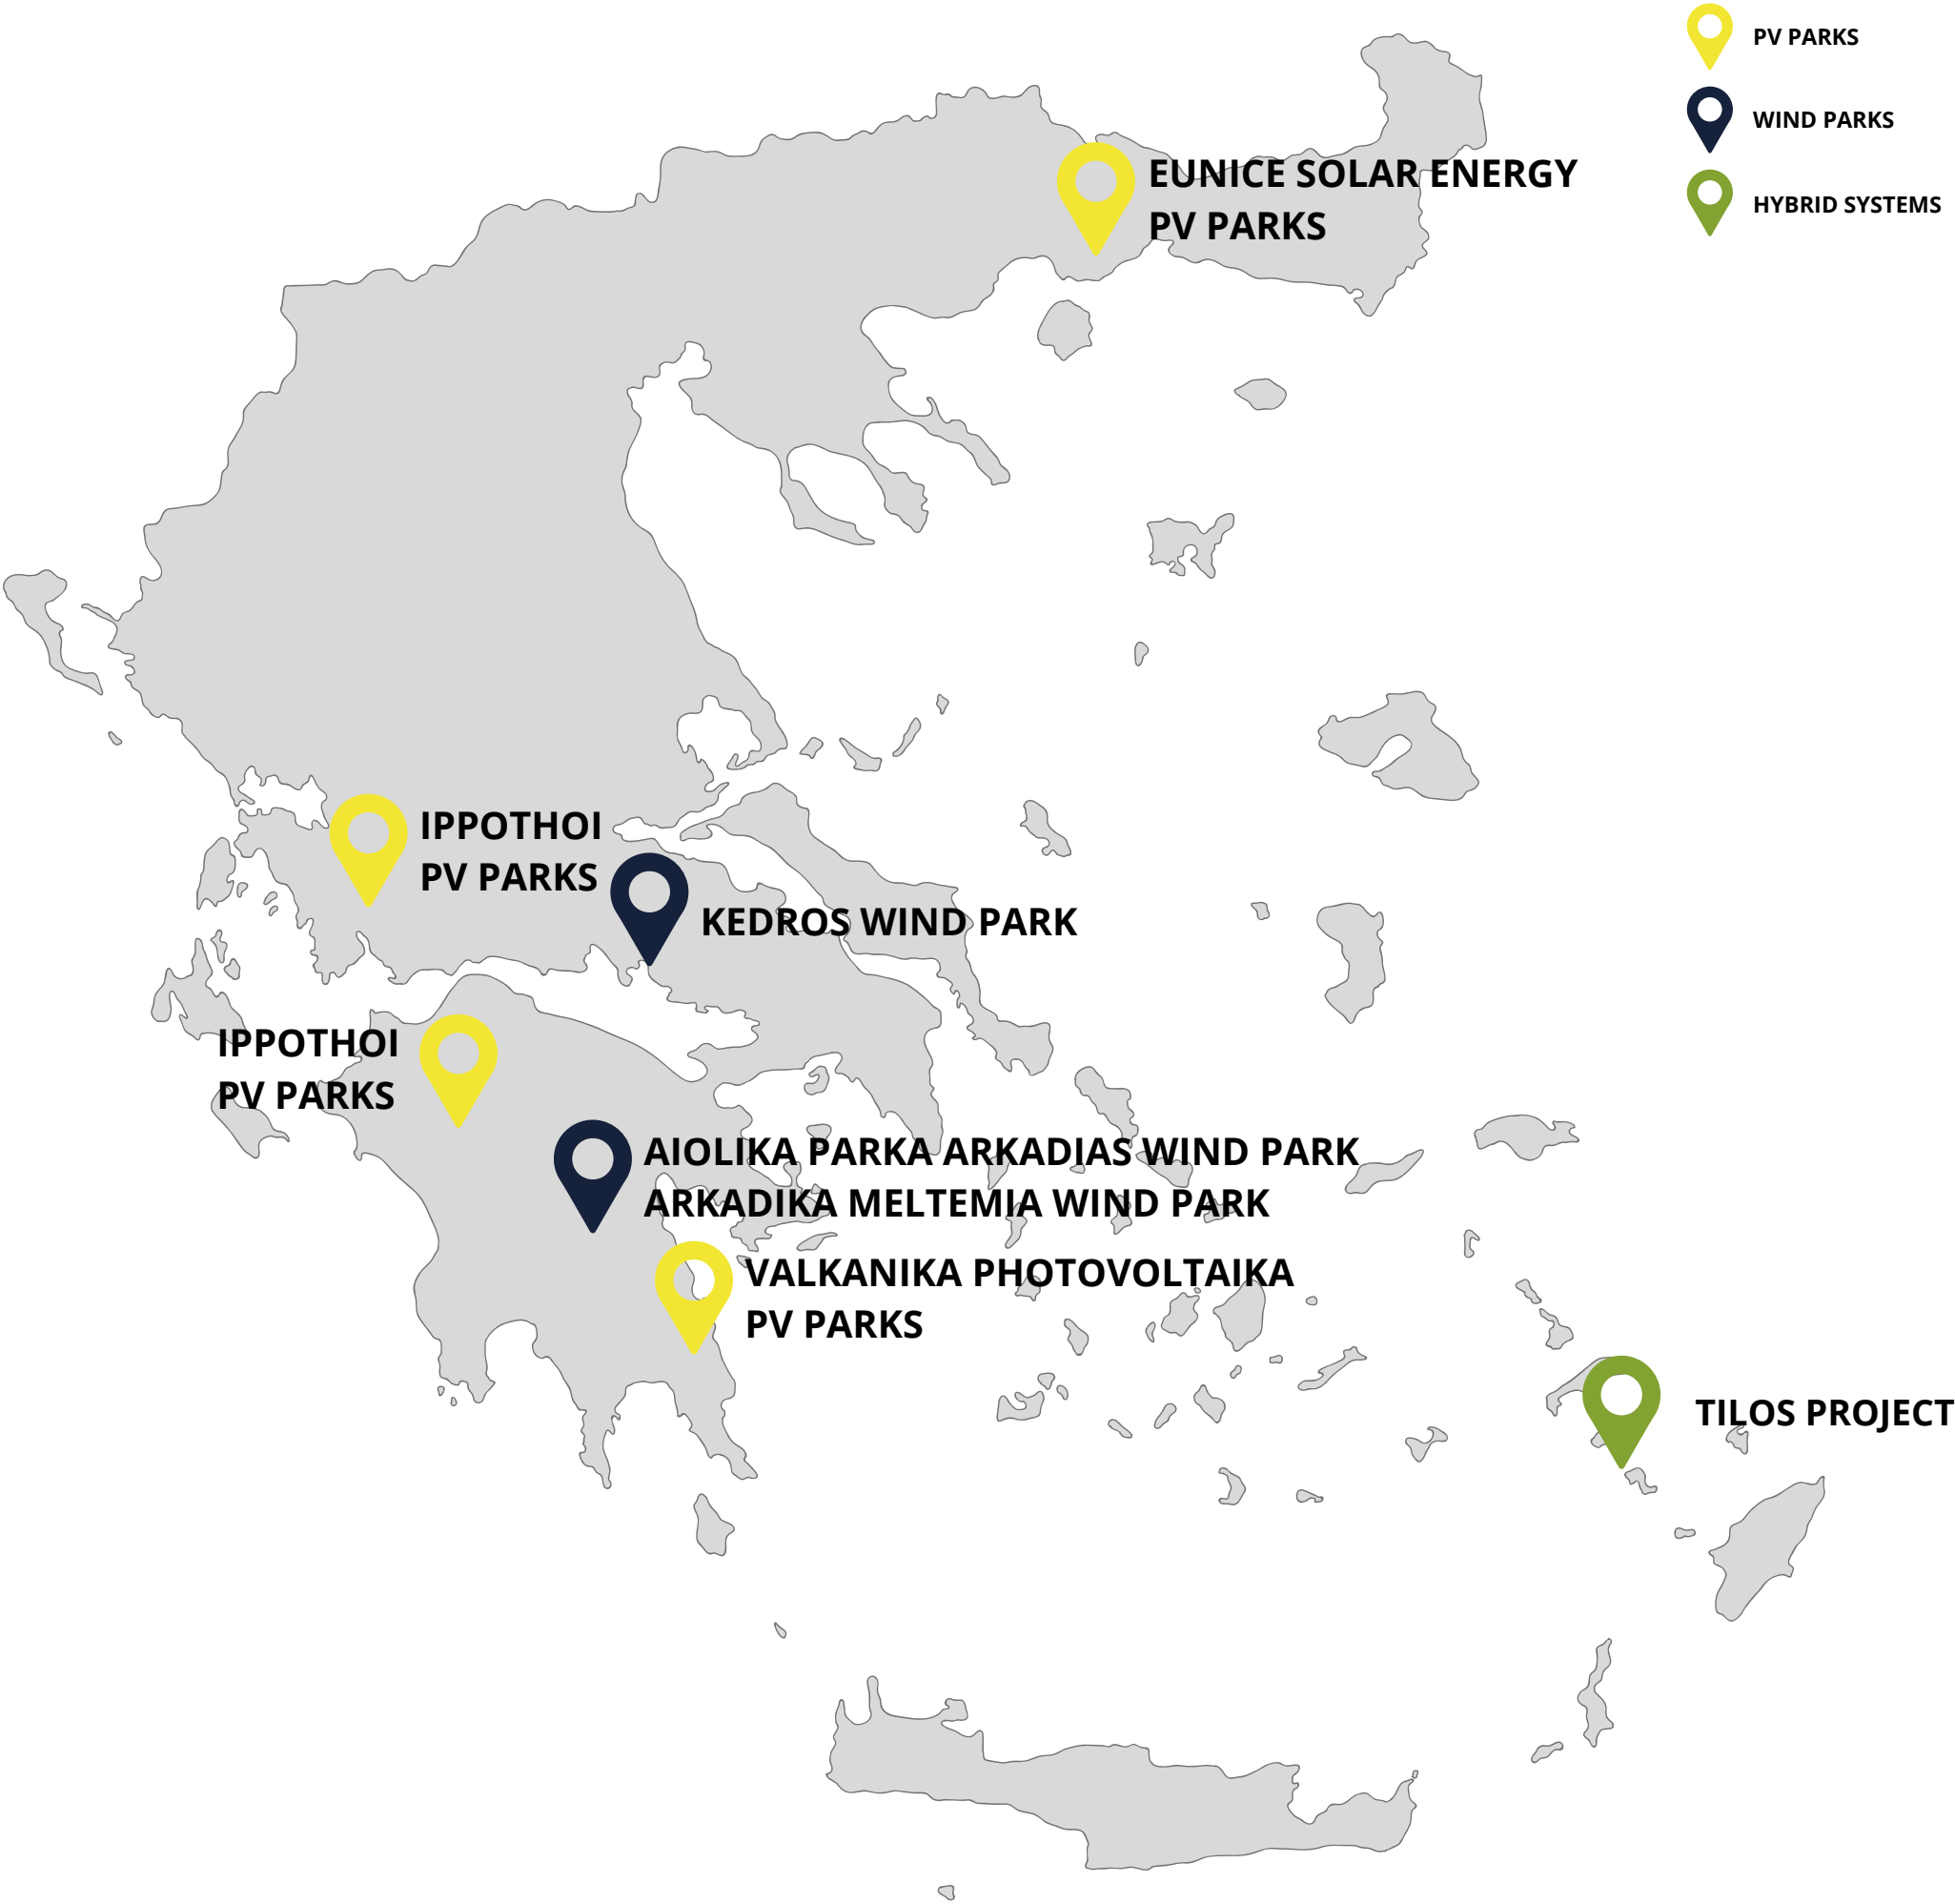 PV PARKS
WIND PARKS
HYBRID SYSTEMS
EUNICE SOLAR ENERGY
PV PARKS
IPPOTHOI
PV PARKS
KEDROS WIND PARK
IPPOTHOI
PV PARKS
AIOLIKA PARKA ARKADIAS WIND PARK
ARKADIKA MELTEMIA WIND PARK
VALKANIKA PHOTOVOLTAIKA
PV PARKS
TILOS PROJECT